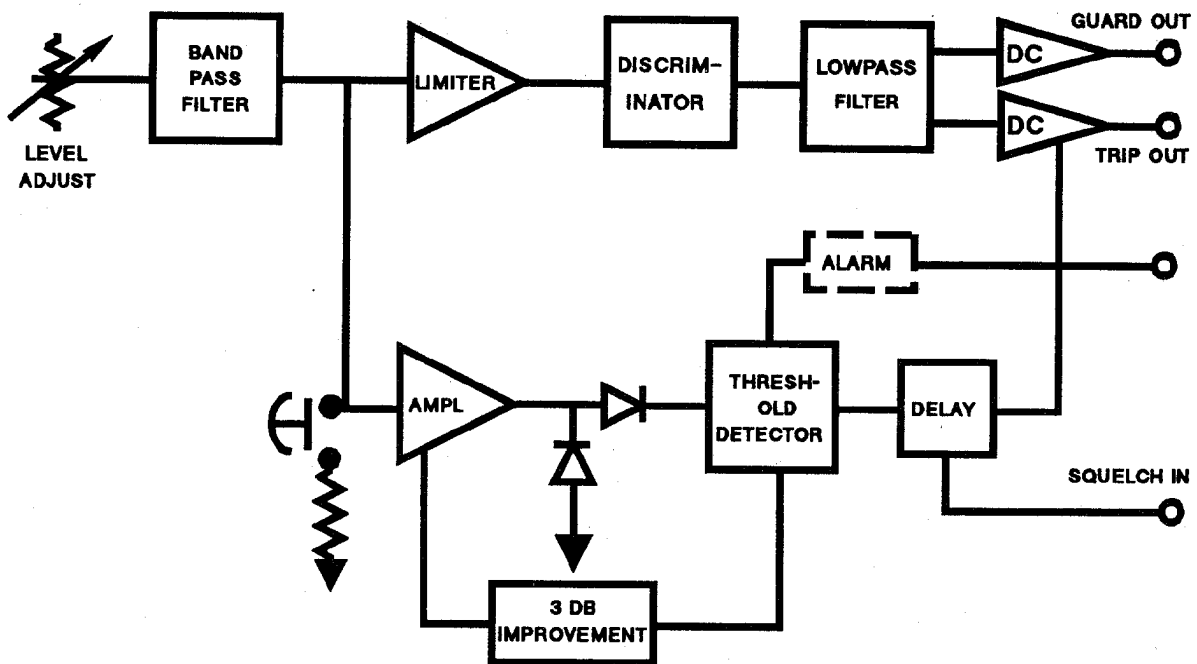 GUARD OUT
BAND
PASS
FILTER
LIMITER
DISCRIM-
INATOR
LOWPASS
FILTER
DC
DC
LEVEL
ADJUST
TRIP OUT
ALARM
AMPL
THRESH-
OLD
DETECTOR
DELAY
SQUELCH IN
3 DB
IMPROVEMENT